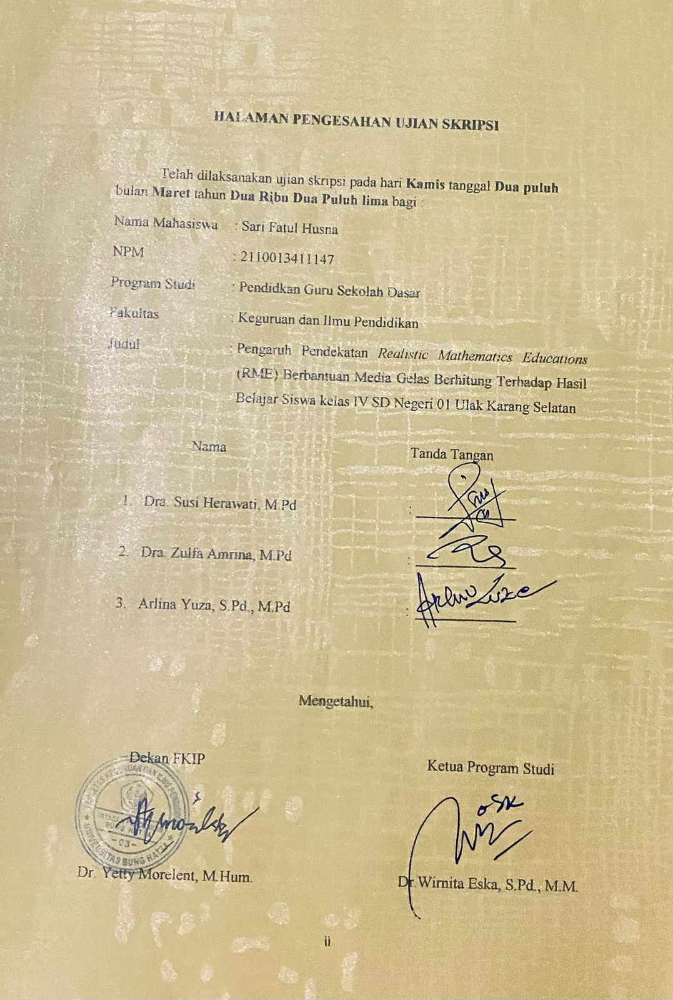 HALAMAN PENGESAHAN UJIAN SKRIPSI
Telah dilaksanakan ujian skripsi pada hari Kamis tanggal Dua puluh
bulan Maret tahun Dua Ribu Dua Puluh lima bagi :
Nama Mahasiswa : Sari Fatul Husna
NPM : 2110013411147
Program Studi : Pendidkan Guru Sekolah Dasar
Fakultas : Keguruan dan Ilmu Pendidikan
Judul : Pengaruh Pendekatan Realistic Mathematics Educations
(RME) Berbantuan Media Gelas Berhitung Terhadap Hasil
Belajar Siswa kelas IV SD Negeri 01 Ulak Karang Selatan
Nama Tanda Tangan
1. Dra. Susi Herawati, M.Pd :
2. Dra. Zulfa Amrina, M.Pd :
3. Arlina Yuza, S.Pd., M.Pd :
Mengetahui,
Dekan FKIP Ketua Program Studi
UNIVERSITAS BUNG HATTA
- 03 -
Dr. Yetty Morelent, M.Hum. Dr.Wirnita Eska, S.Pd., M.M.
ii